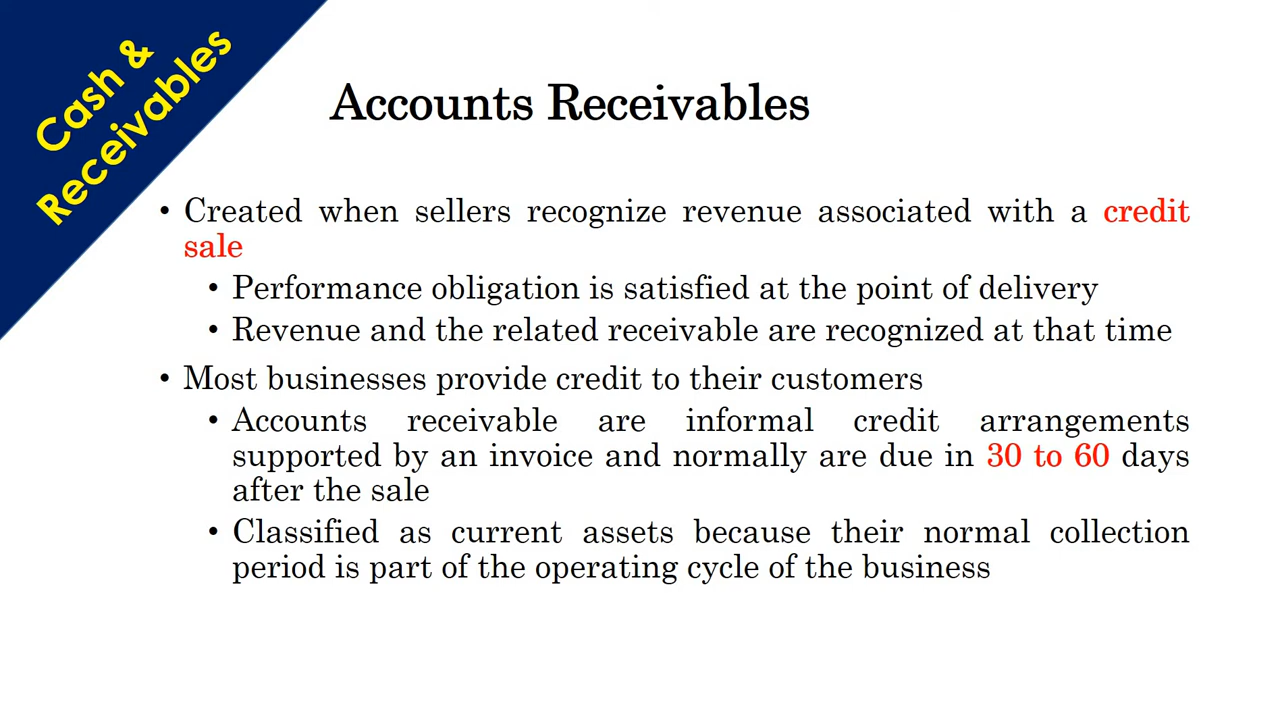 Cash &
Receivables
Accounts Receivables
• Created when sellers recognize revenue associated with a credit
sale
• Performance obligation is satisfied at the point of delivery
• Revenue and the related receivable are recognized at that time
• Most businesses provide credit to their customers
• Accounts receivable are informal credit arrangements
supported by an invoice and normally are due in 30 to 60 days
after the sale
• Classified as current assets because their normal collection
period is part of the operating cycle of the business